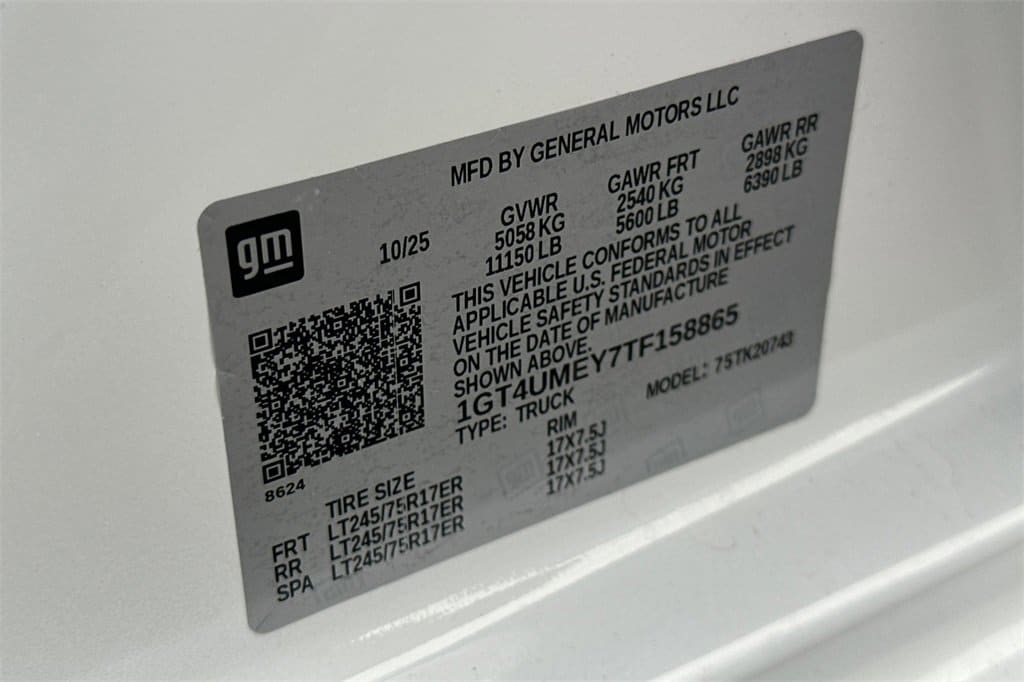 MFD BY GENERAL MOTORS LLC
gm
10/25
GVWR GAWR FRT GAWR RR
5058 KG 2540 KG 2898 KG
11150 LB 5600 LB 6390 LB
THIS VEHICLE CONFORMS TO ALL
APPLICABLE U.S. FEDERAL MOTOR
VEHICLE SAFETY STANDARDS IN EFFECT
ON THE DATE OF MANUFACTURE
SHOWN ABOVE.
1GT4UMEY7TF158865
TYPE: TRUCK MODEL: 75TK20743
8624
TIRE SIZE RIM
FRT LT245/75R17ER 17X7.5J
RR LT245/75R17ER 17X7.5J
SPA LT245/75R17ER 17X7.5J